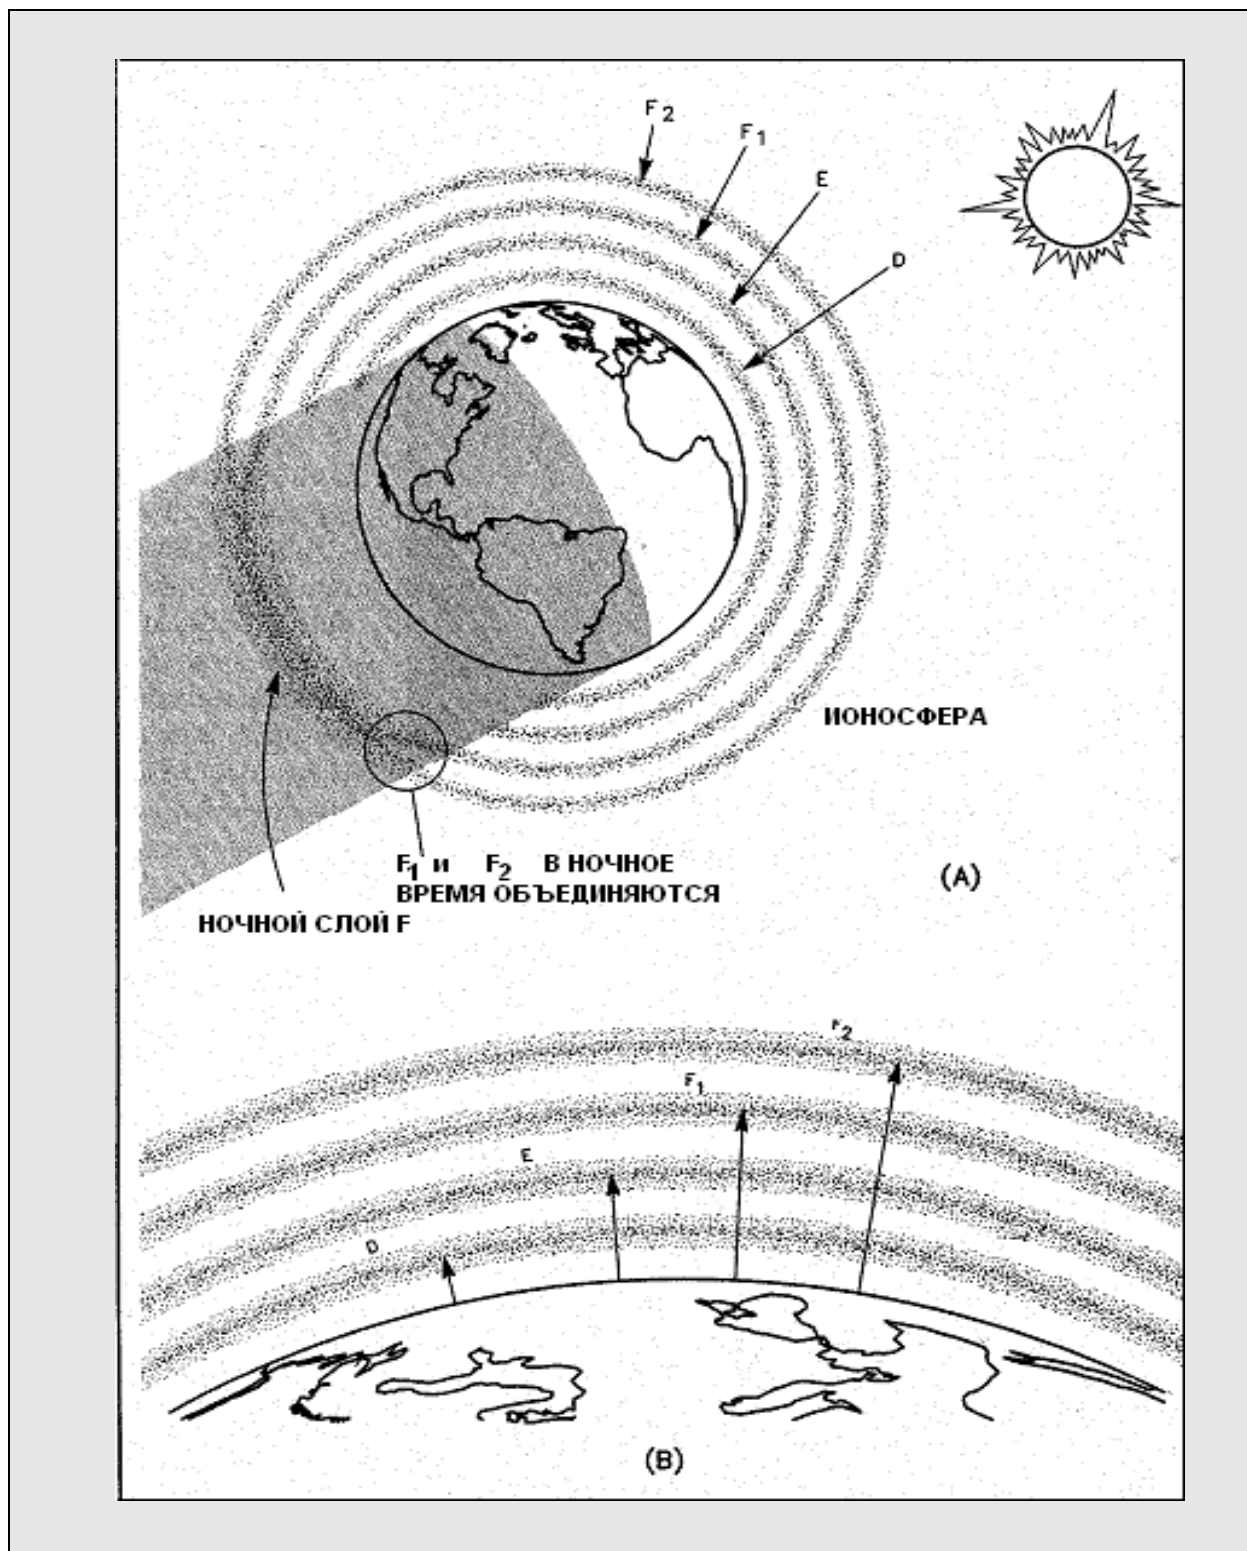 F2
F1
E
D
ИОНОСФЕРА
F1 и F2 В НОЧНОЕ
ВРЕМЯ ОБЪЕДИНЯЮТСЯ
(A)
НОЧНОЙ СЛОЙ F
F2
F1
E
D
(B)